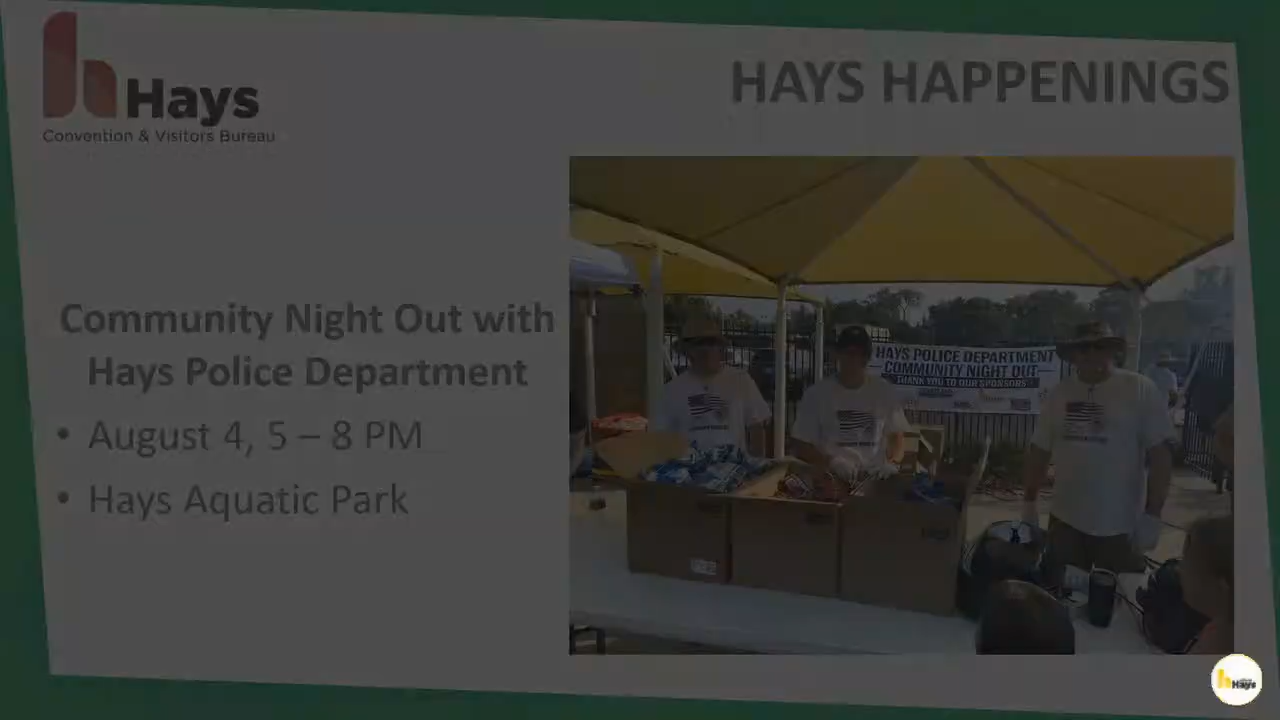 Hays
Convention & Visitors Bureau
HAYS HAPPENINGS
Community Night Out with
Hays Police Department
• August 4, 5 – 8 PM
• Hays Aquatic Park
HAYS POLICE DEPARTMENT
COMMUNITY NIGHT OUT
THANK YOU TO OUR SPONSORS
Hays